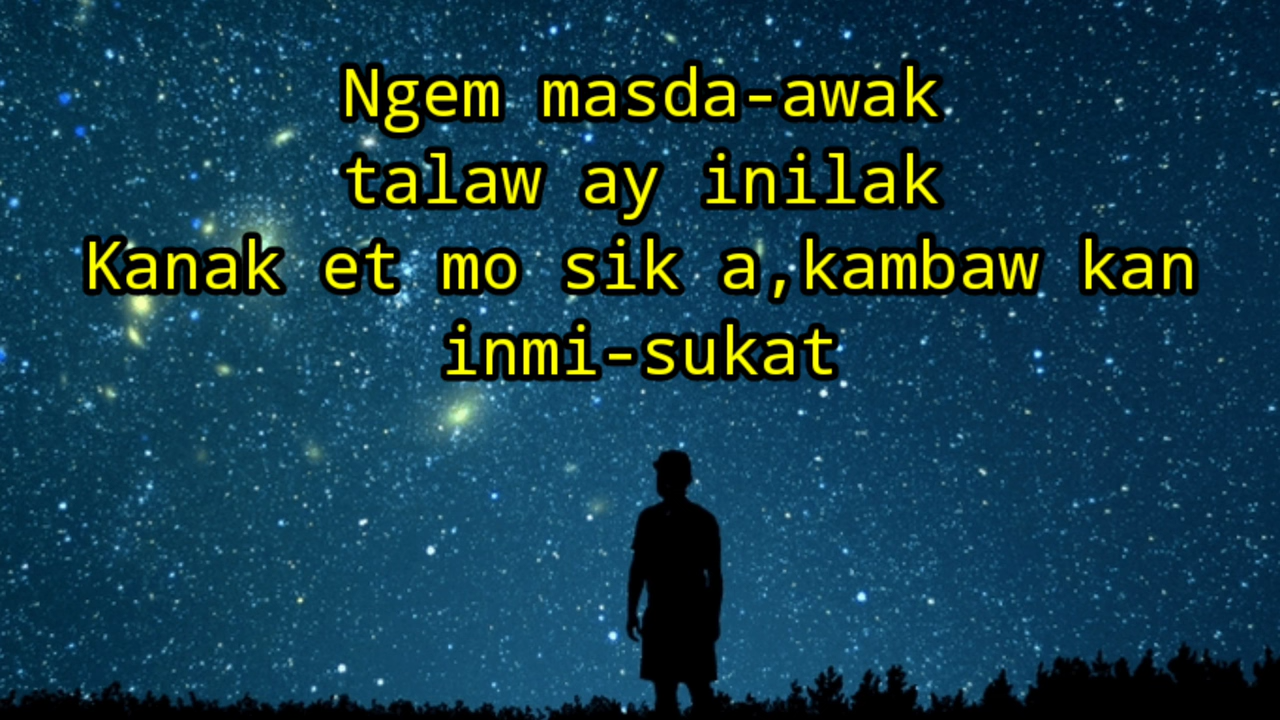 Ngem masda-awak
talaw ay inilak
Kanak et mo sik a,kambaw kan
inmi-sukat